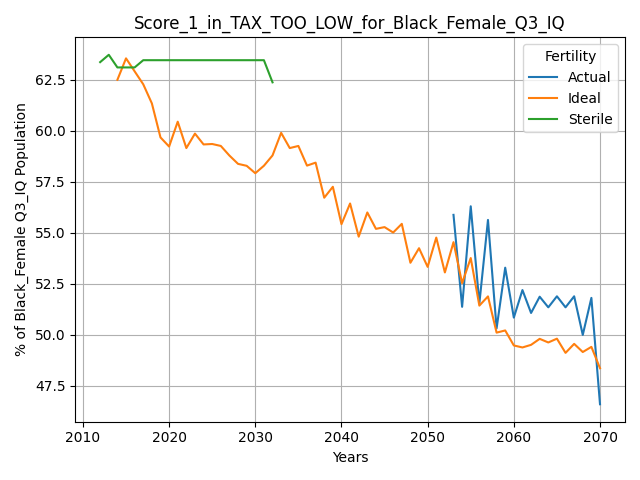 Score_1_in_TAX_TOO_LOW_for_Black_Female_Q3_IQ
Fertility
Actual
Ideal
Sterile
% of Black_Female Q3_IQ Population
62.5
60.0
57.5
55.0
52.5
50.0
47.5
2010 2020 2030 2040 2050 2060 2070
Years